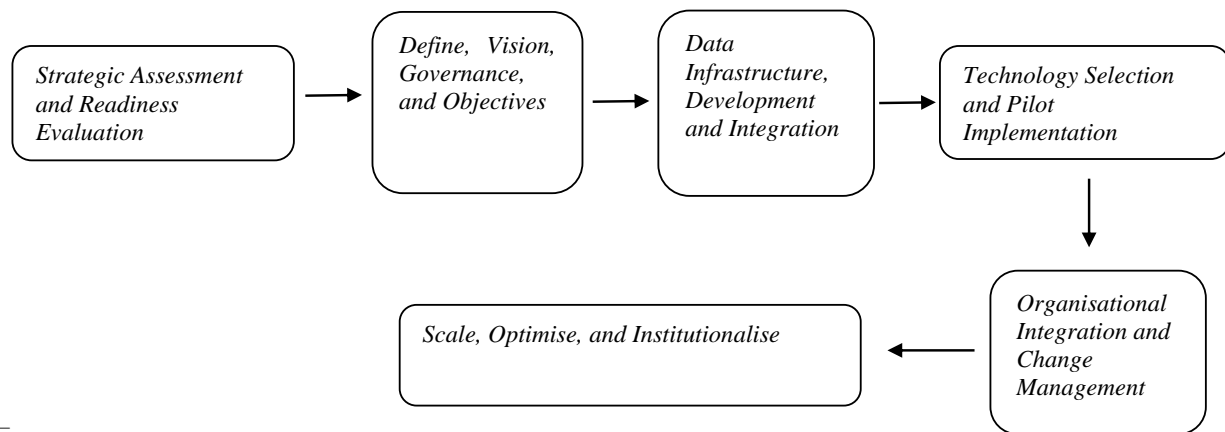 Strategic Assessment
and Readiness
Evaluation
Define, Vision,
Governance,
and Objectives
Data
Infrastructure,
Development
and Integration
Technology Selection
and Pilot
Implementation
Organisational
Integration and
Change
Management
Scale, Optimise, and Institutionalise